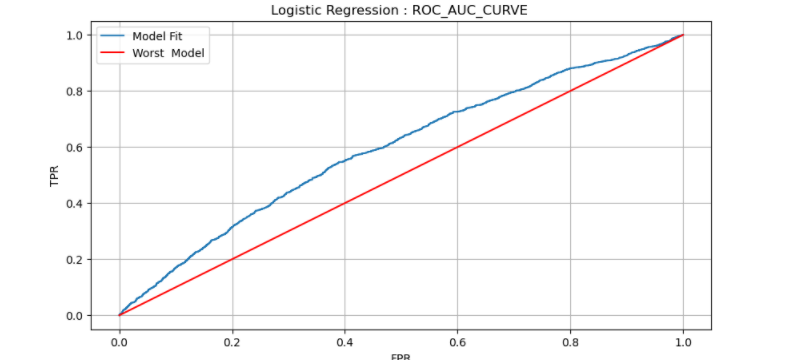 Logistic Regression : ROC_AUC_CURVE
Model Fit
Worst Model
1.0
0.8
0.6
0.4
0.2
0.0
TPR
0.0 0.2 0.4 0.6 0.8 1.0
FPR